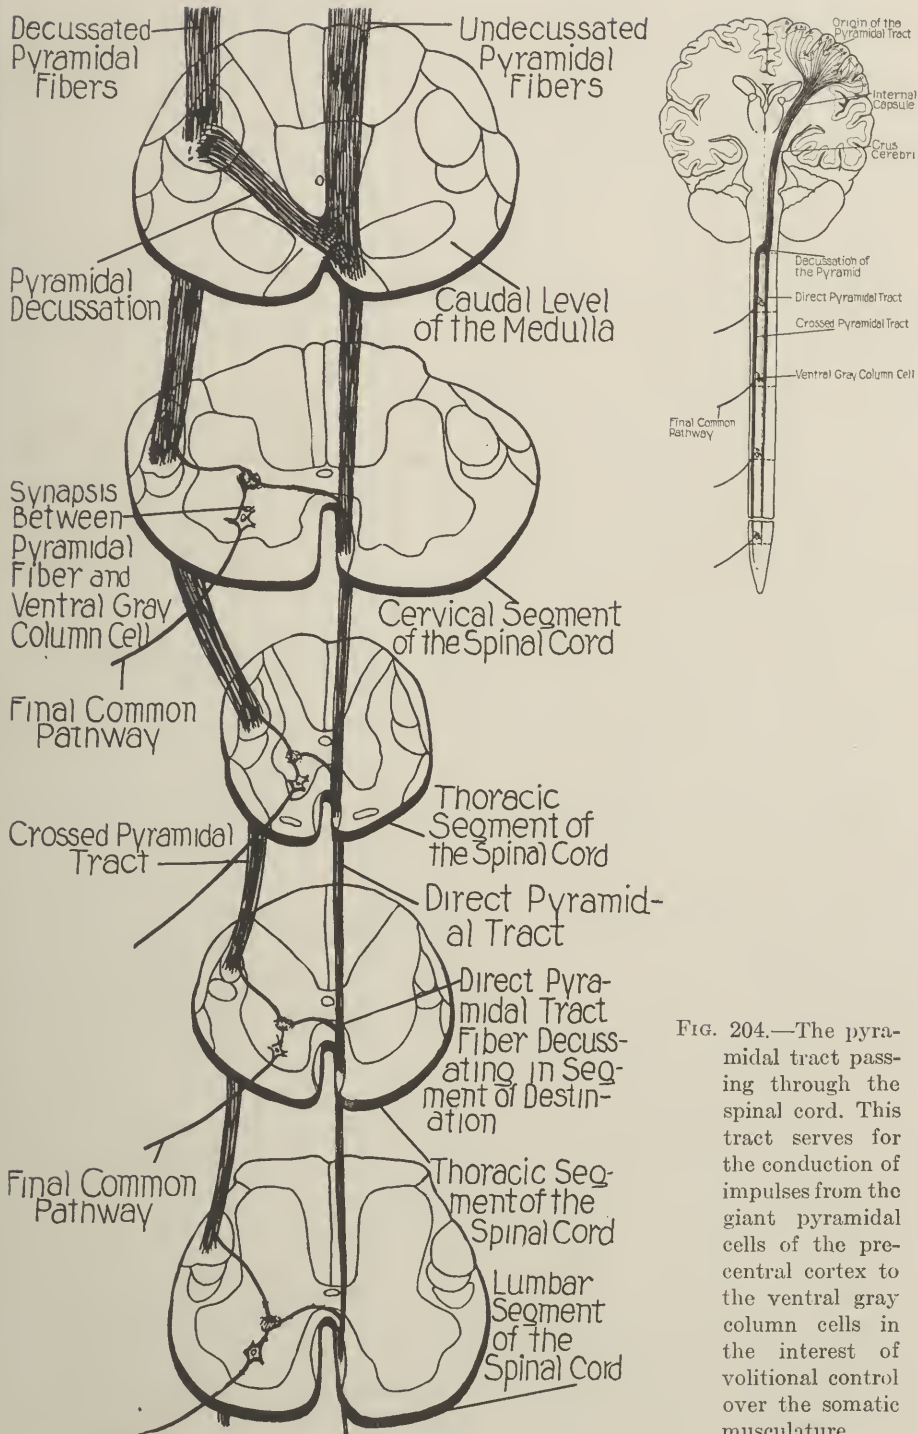 Decussated
Pyramidal
Fibers
Undecussated
Pyramidal
Fibers
Pyramidal
Decussation
Caudal Level
of the Medulla
Synapsis
Between
Pyramidal
Fiber and
Ventral Gray
Column Cell
Cervical Segment
of the Spinal Cord
Final Common
Pathway
Thoracic
Segment of
the Spinal Cord
Crossed Pyramidal
Tract
Direct Pyramid-
al Tract
Direct Pyra-
midal Tract
Fiber Decuss-
ating in Seg-
ment of Destin-
ation
Final Common
Pathway
Thoracic Seg-
ment of the
Spinal Cord
Lumbar
Segment
of the
Spinal Cord
Origin of the
Pyramidal Tract
Internal
Capsule
Crus
Cerebri
Decussation of
the Pyramid
Direct Pyramidal Tract
Crossed Pyramidal Tract
Ventral Gray Column Cell
Final Common
Pathway
FIG. 204.—The pyra-
midal tract pass-
ing through the
spinal cord. This
tract serves for
the conduction of
impulses from the
giant pyramidal
cells of the pre-
central cortex to
the ventral gray
column cells in
the interest of
volitional control
over the somatic
musculature